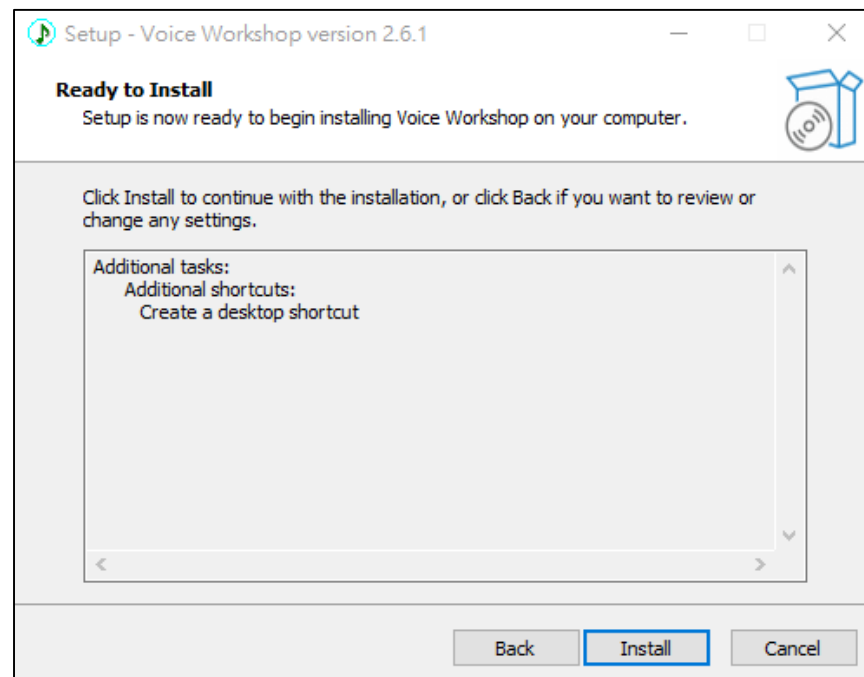 Setup - Voice Workshop version 2.6.1
Ready to Install
Setup is now ready to begin installing Voice Workshop on your computer.
Click Install to continue with the installation, or click Back if you want to review or
change any settings.
Additional tasks:
Additional shortcuts:
Create a desktop shortcut
Back
Install
Cancel